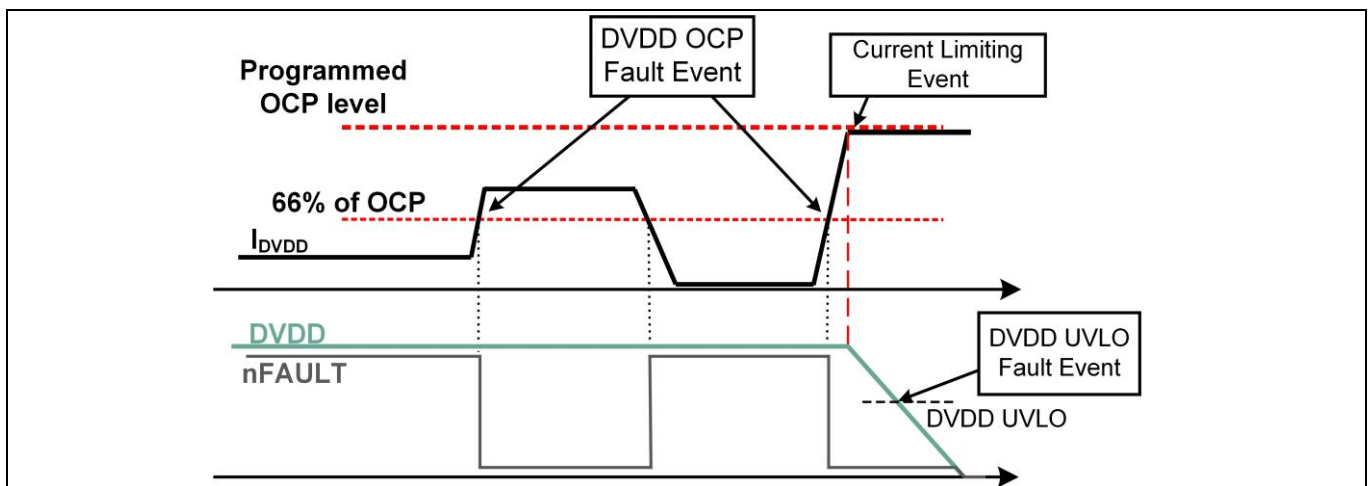 DVDD OCP
Fault Event
Current Limiting
Event
Programmed
OCP level
66% of OCP
IDVDD
DVDD
nFAULT
DVDD UVLO
Fault Event
DVDD UVLO